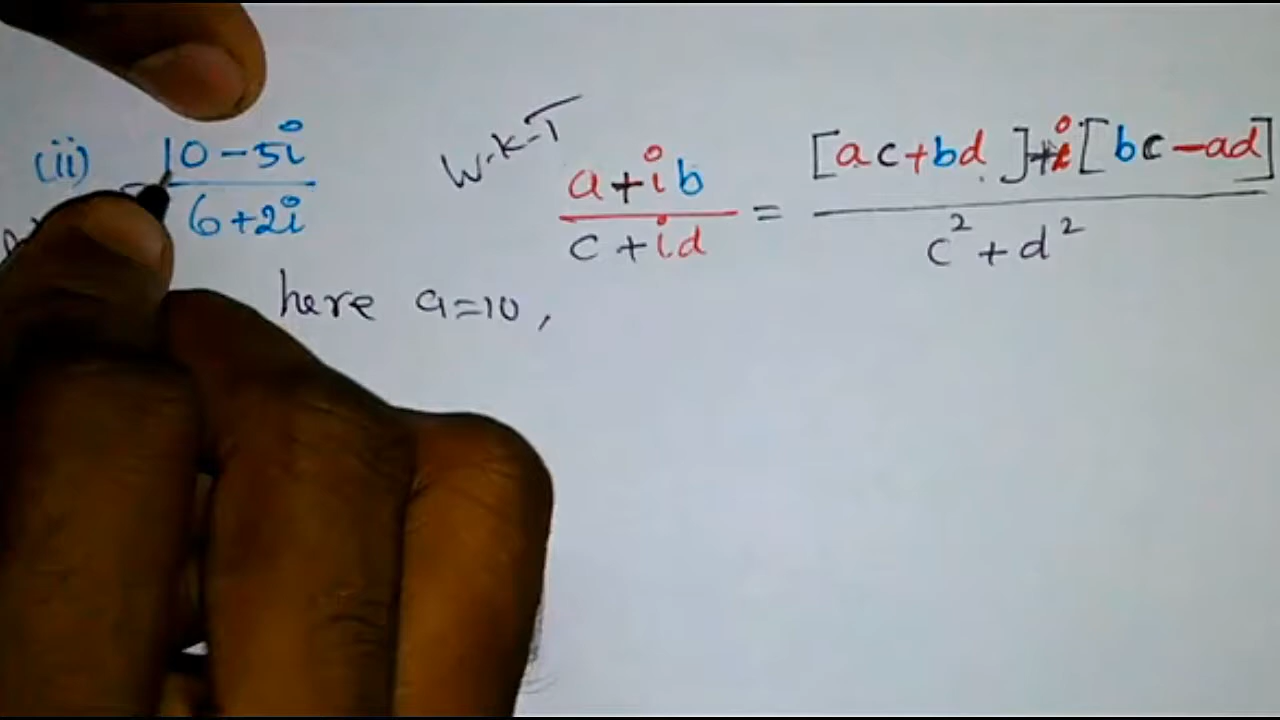 (ii) 10-5i / 6+2i
W.K-T a+ib / c+id = [ac+bd]+i[bc-ad] / c²+d²
here a=10,